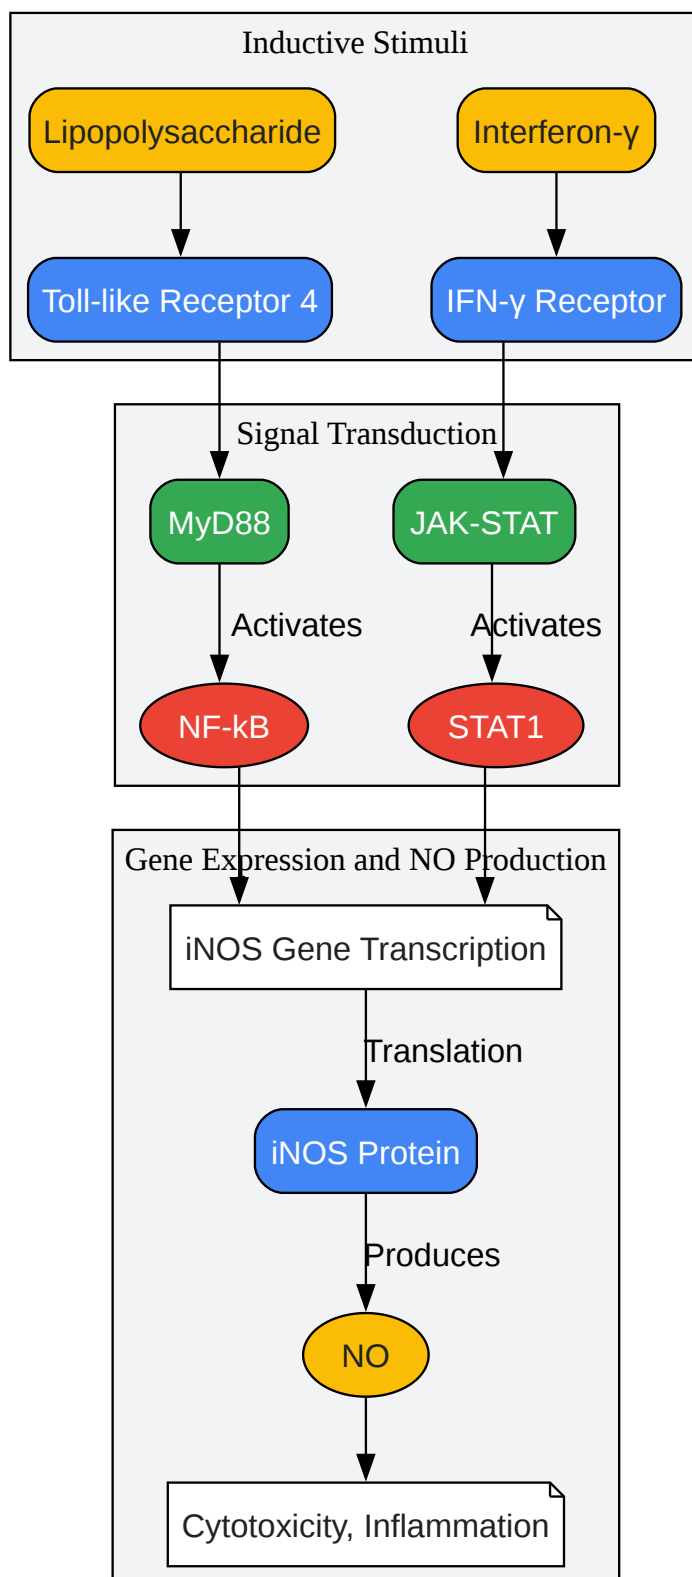 Inductive Stimuli
Lipopolysaccharide
Interferon-γ
Toll-like Receptor 4
IFN-γ Receptor
Signal Transduction
MyD88
JAK-STAT
Activates
Activates
NF-kB
STAT1
Gene Expression and NO Production
iNOS Gene Transcription
Translation
iNOS Protein
Produces
NO
Cytotoxicity, Inflammation